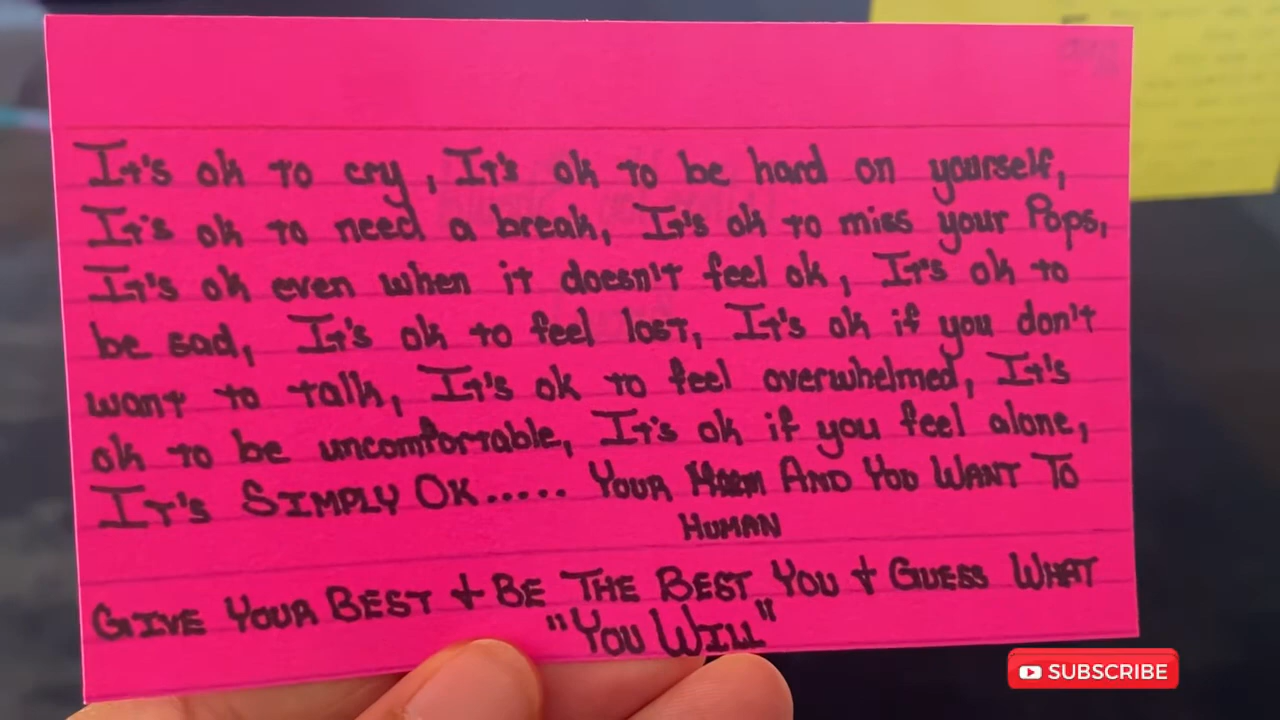 It's ok to cry, It's ok to be hard on yourself,
It's ok to need a break, It's ok to miss your Pops,
It's ok even when it doesn't feel ok, It's ok to
be sad, It's ok to feel lost, It's ok if you don't
want to talk, It's ok to feel overwhelmed, It's
ok to be uncomfortable, It's ok if you feel alone,
It's SIMPLY OK..... YOUR AND YOU WANT TO
HUMAN
GIVE YOUR BEST + BE THE BEST YOU + GUESS WHAT
"YOU WILL"
SUBSCRIBE